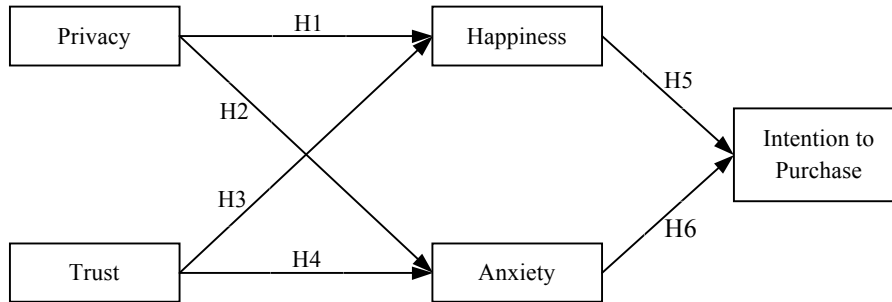 Privacy
H1
Happiness
H2
H5
Intention to
Purchase
H3
H6
Trust
H4
Anxiety